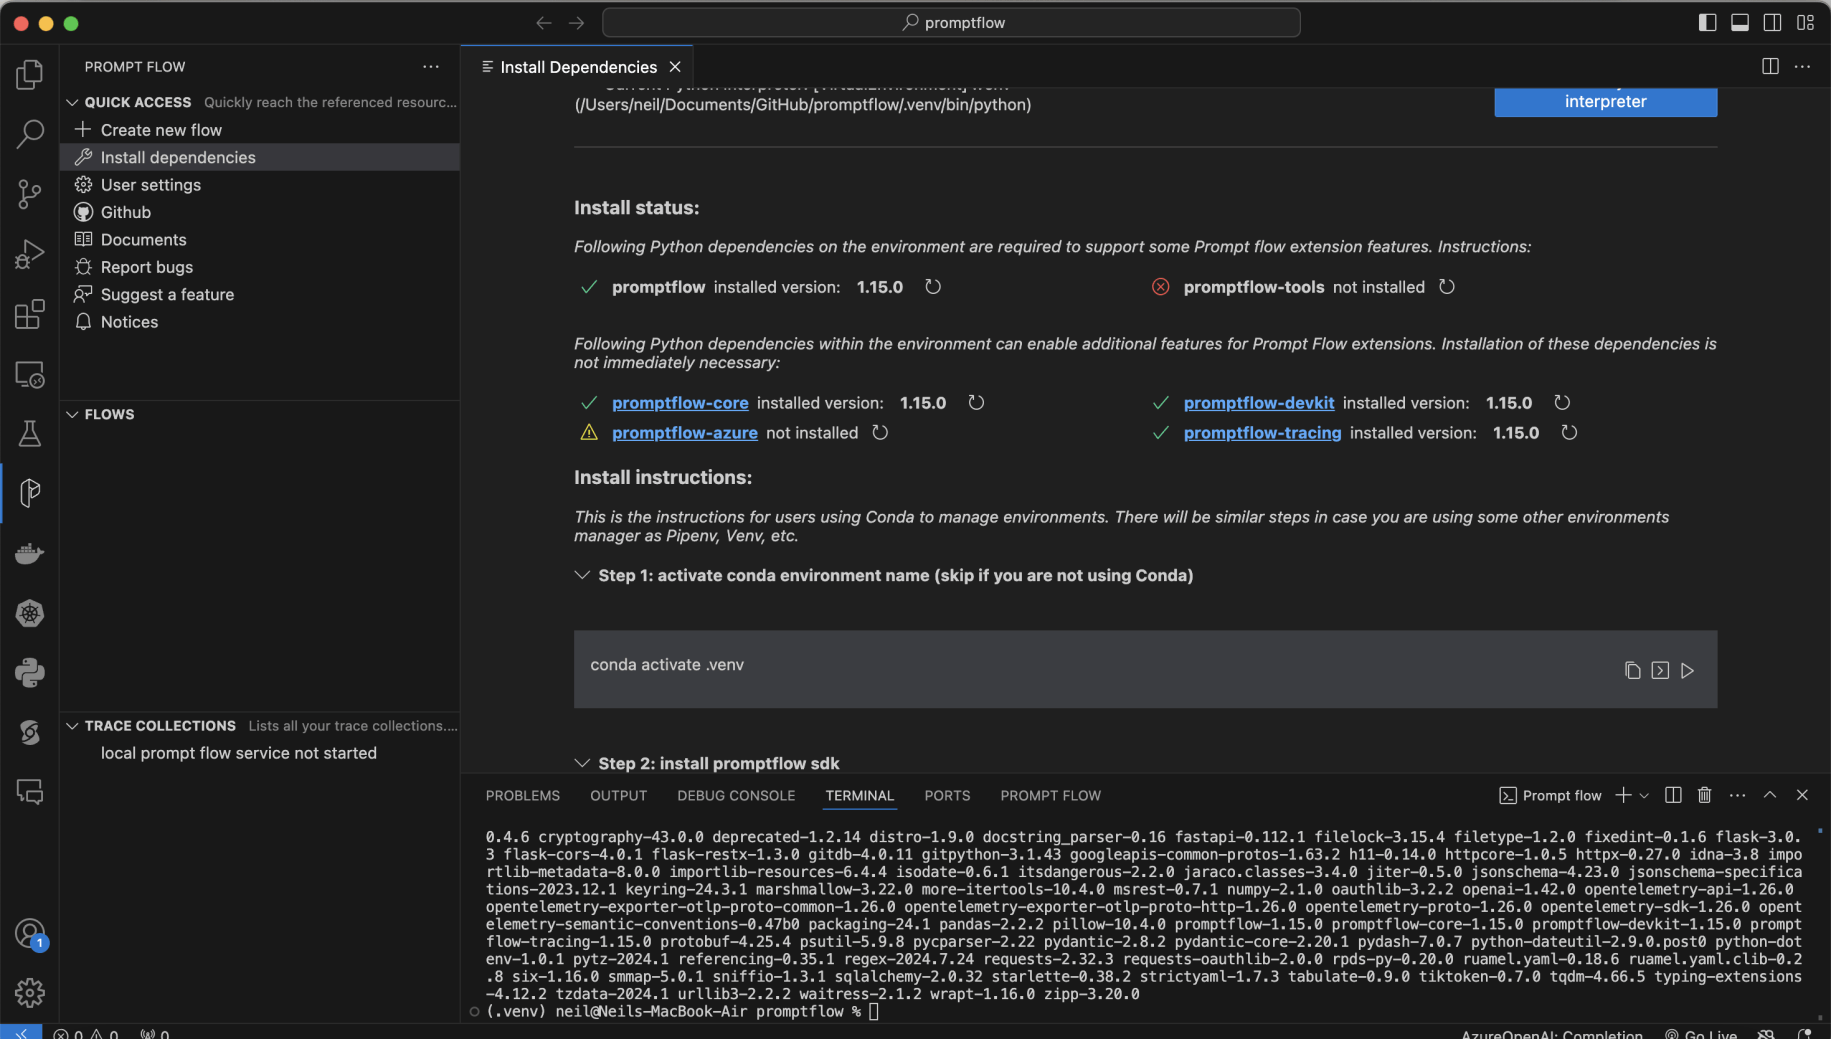 promptflow
PROMPT FLOW
QUICK ACCESS Quickly reach the referenced resourc...
Create new flow
Install dependencies
User settings
Github
Documents
Report bugs
Suggest a feature
Notices
FLOWS
TRACE COLLECTIONS Lists all your trace collections....
local prompt flow service not started
1
Install Dependencies
(/Users/neil/Documents/GitHub/promptflow/.venv/bin/python)
interpreter
Install status:
Following Python dependencies on the environment are required to support some Prompt flow extension features. Instructions:
promptflow installed version: 1.15.0
promptflow-tools not installed
Following Python dependencies within the environment can enable additional features for Prompt Flow extensions. Installation of these dependencies is
not immediately necessary:
promptflow-core installed version: 1.15.0
promptflow-devkit installed version: 1.15.0
promptflow-azure not installed
promptflow-tracing installed version: 1.15.0
Install instructions:
This is the instructions for users using Conda to manage environments. There will be similar steps in case you are using some other environments
manager as Pipenv, Venv, etc.
Step 1: activate conda environment name (skip if you are not using Conda)
conda activate .venv
Step 2: install promptflow sdk
PROBLEMS OUTPUT DEBUG CONSOLE TERMINAL PORTS PROMPT FLOW
Prompt flow
0.4.6 cryptography-43.0.0 deprecated-1.2.14 distro-1.9.0 docstring_parser-0.16 fastapi-0.112.1 filelock-3.15.4 filetype-1.2.0 fixedint-0.1.6 flask-3.0.
3 flask-cors-4.0.1 flask-restx-1.3.0 gitdb-4.0.11 gitpython-3.1.43 googleapis-common-protos-1.63.2 h11-0.14.0 httpcore-1.0.5 httpx-0.27.0 idna-3.8 impo
rtlib-metadata-8.0.0 importlib-resources-6.4.4 isodate-0.6.1 itsdangerous-2.2.0 jaraco.classes-3.4.0 jiter-0.5.0 jsonschema-4.23.0 jsonschema-specifica
tions-2023.12.1 keyring-24.3.1 marshmallow-3.22.0 more-itertools-10.4.0 msrest-0.7.1 numpy-2.1.0 oauthlib-3.2.2 openai-1.42.0 opentelemetry-api-1.26.0
opentelemetry-exporter-otlp-proto-common-1.26.0 opentelemetry-exporter-otlp-proto-http-1.26.0 opentelemetry-proto-1.26.0 opentelemetry-sdk-1.26.0 opent
elemetry-semantic-conventions-0.47b0 packaging-24.1 pandas-2.2.2 pillow-10.4.0 promptflow-1.15.0 promptflow-core-1.15.0 promptflow-devkit-1.15.0 prompt
flow-tracing-1.15.0 protobuf-4.25.4 psutil-5.9.8 pycparser-2.22 pydantic-2.8.2 pydantic-core-2.20.1 pydash-7.0.7 python-dateutil-2.9.0.post0 python-dot
env-1.0.1 pytz-2024.1 referencing-0.35.1 regex-2024.7.24 requests-2.32.3 requests-oauthlib-2.0.0 rpds-py-0.20.0 ruamel.yaml-0.18.6 ruamel.yaml.clib-0.2
.8 six-1.16.0 smmap-5.0.1 sniffio-1.3.1 sqlalchemy-2.0.32 starlette-0.38.2 strictyaml-1.7.3 tabulate-0.9.0 tiktoken-0.7.0 tqdm-4.66.5 typing-extensions
-4.12.2 tzdata-2024.1 urllib3-2.2.2 waitress-2.1.2 wrapt-1.16.0 zipp-3.20.0
(.venv) neil@Neils-MacBook-Air promptflow %
0 0 0 AzureOpenAI: Completion Go Live